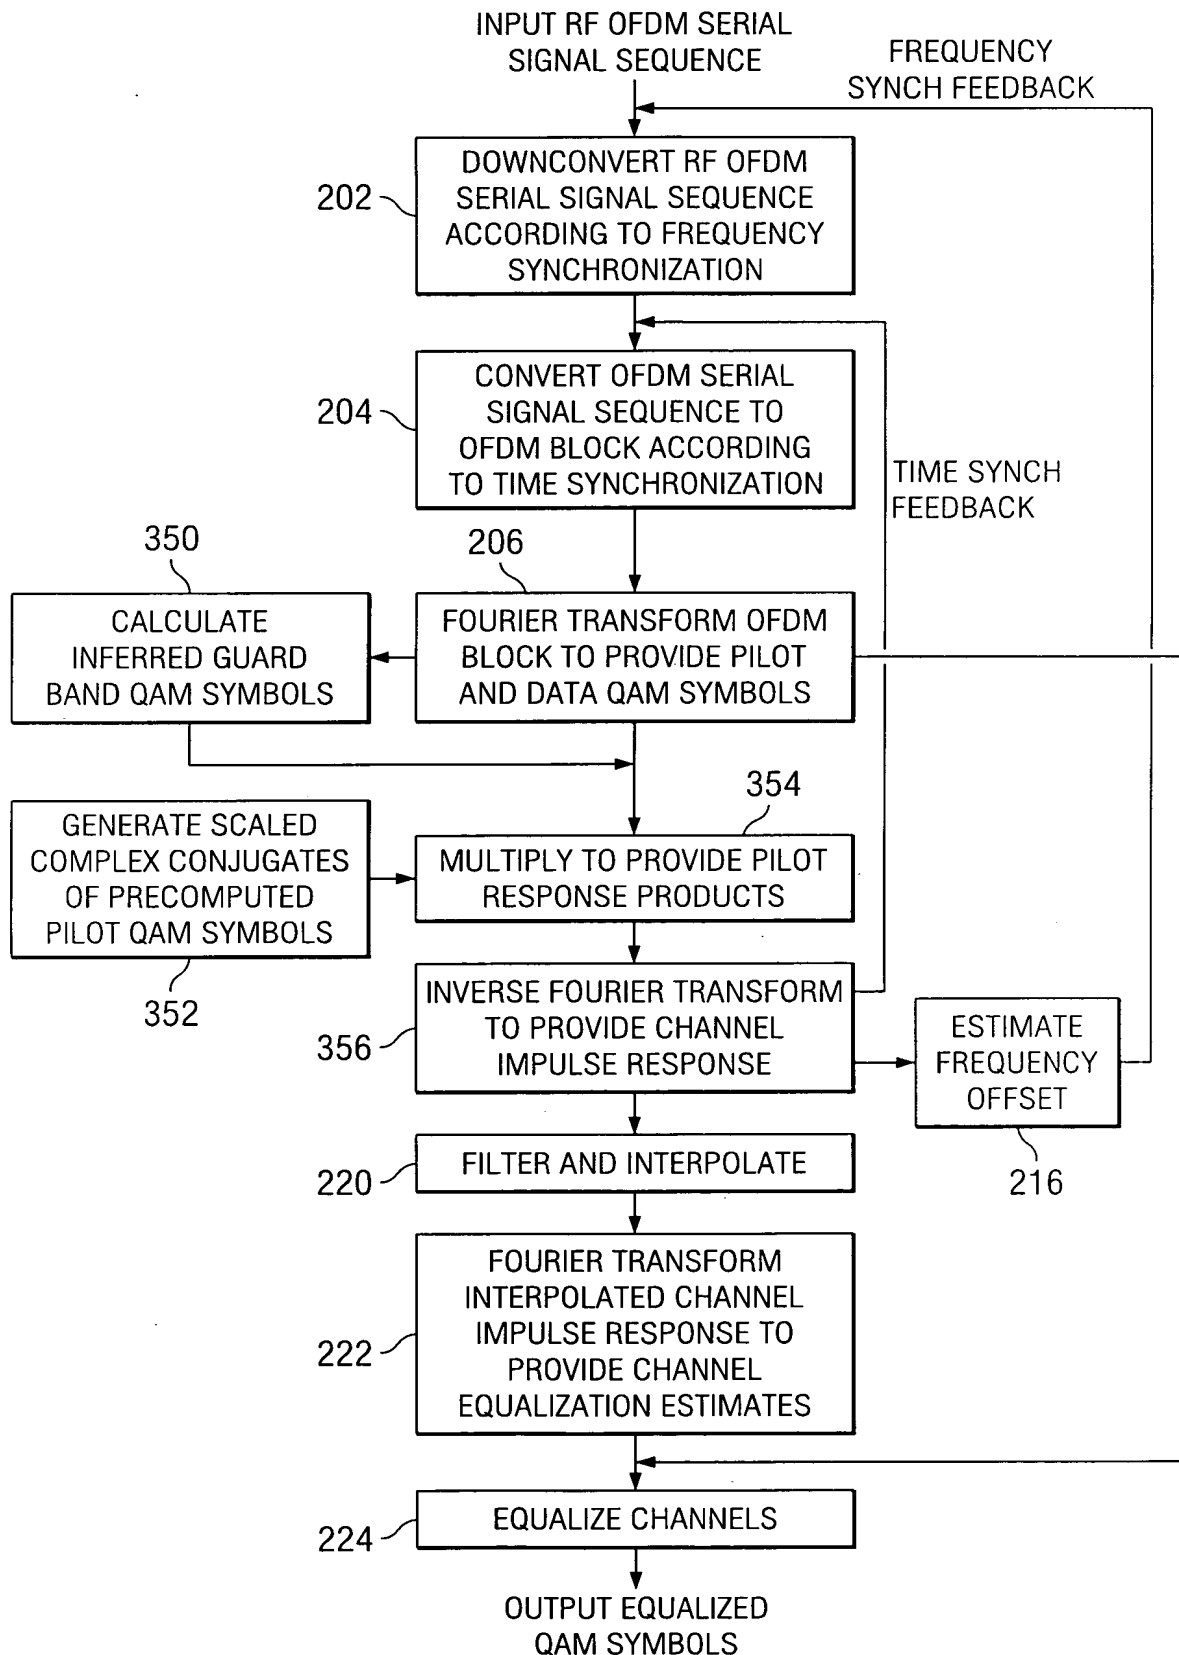 INPUT RF OFDM SERIAL
SIGNAL SEQUENCE
FREQUENCY
SYNCH FEEDBACK
202
DOWNCONVERT RF OFDM
SERIAL SIGNAL SEQUENCE
ACCORDING TO FREQUENCY
SYNCHRONIZATION
204
CONVERT OFDM SERIAL
SIGNAL SEQUENCE TO
OFDM BLOCK ACCORDING
TO TIME SYNCHRONIZATION
TIME SYNCH
FEEDBACK
350
CALCULATE
INFERRED GUARD
BAND QAM SYMBOLS
206
FOURIER TRANSFORM OFDM
BLOCK TO PROVIDE PILOT
AND DATA QAM SYMBOLS
GENERATE SCALED
COMPLEX CONJUGATES
OF PRECOMPUTED
PILOT QAM SYMBOLS
352
354
MULTIPLY TO PROVIDE PILOT
RESPONSE PRODUCTS
356
INVERSE FOURIER TRANSFORM
TO PROVIDE CHANNEL
IMPULSE RESPONSE
ESTIMATE
FREQUENCY
OFFSET
216
220
FILTER AND INTERPOLATE
222
FOURIER TRANSFORM
INTERPOLATED CHANNEL
IMPULSE RESPONSE TO
PROVIDE CHANNEL
EQUALIZATION ESTIMATES
224
EQUALIZE CHANNELS
OUTPUT EQUALIZED
QAM SYMBOLS